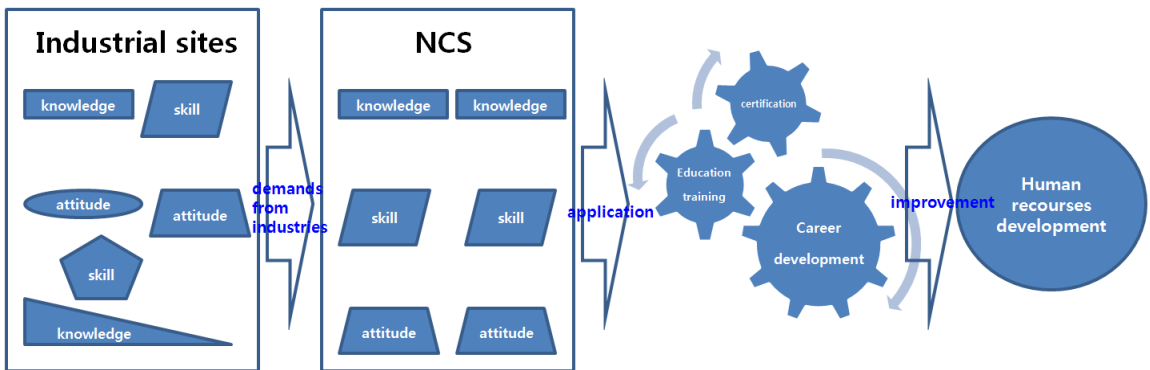 Industrial sites
knowledge
skill
attitude
attitude
skill
knowledge
demands
from
industries
NCS
knowledge
knowledge
skill
skill
attitude
attitude
application
certification
Education
training
Career
development
improvement
Human
recourses
development